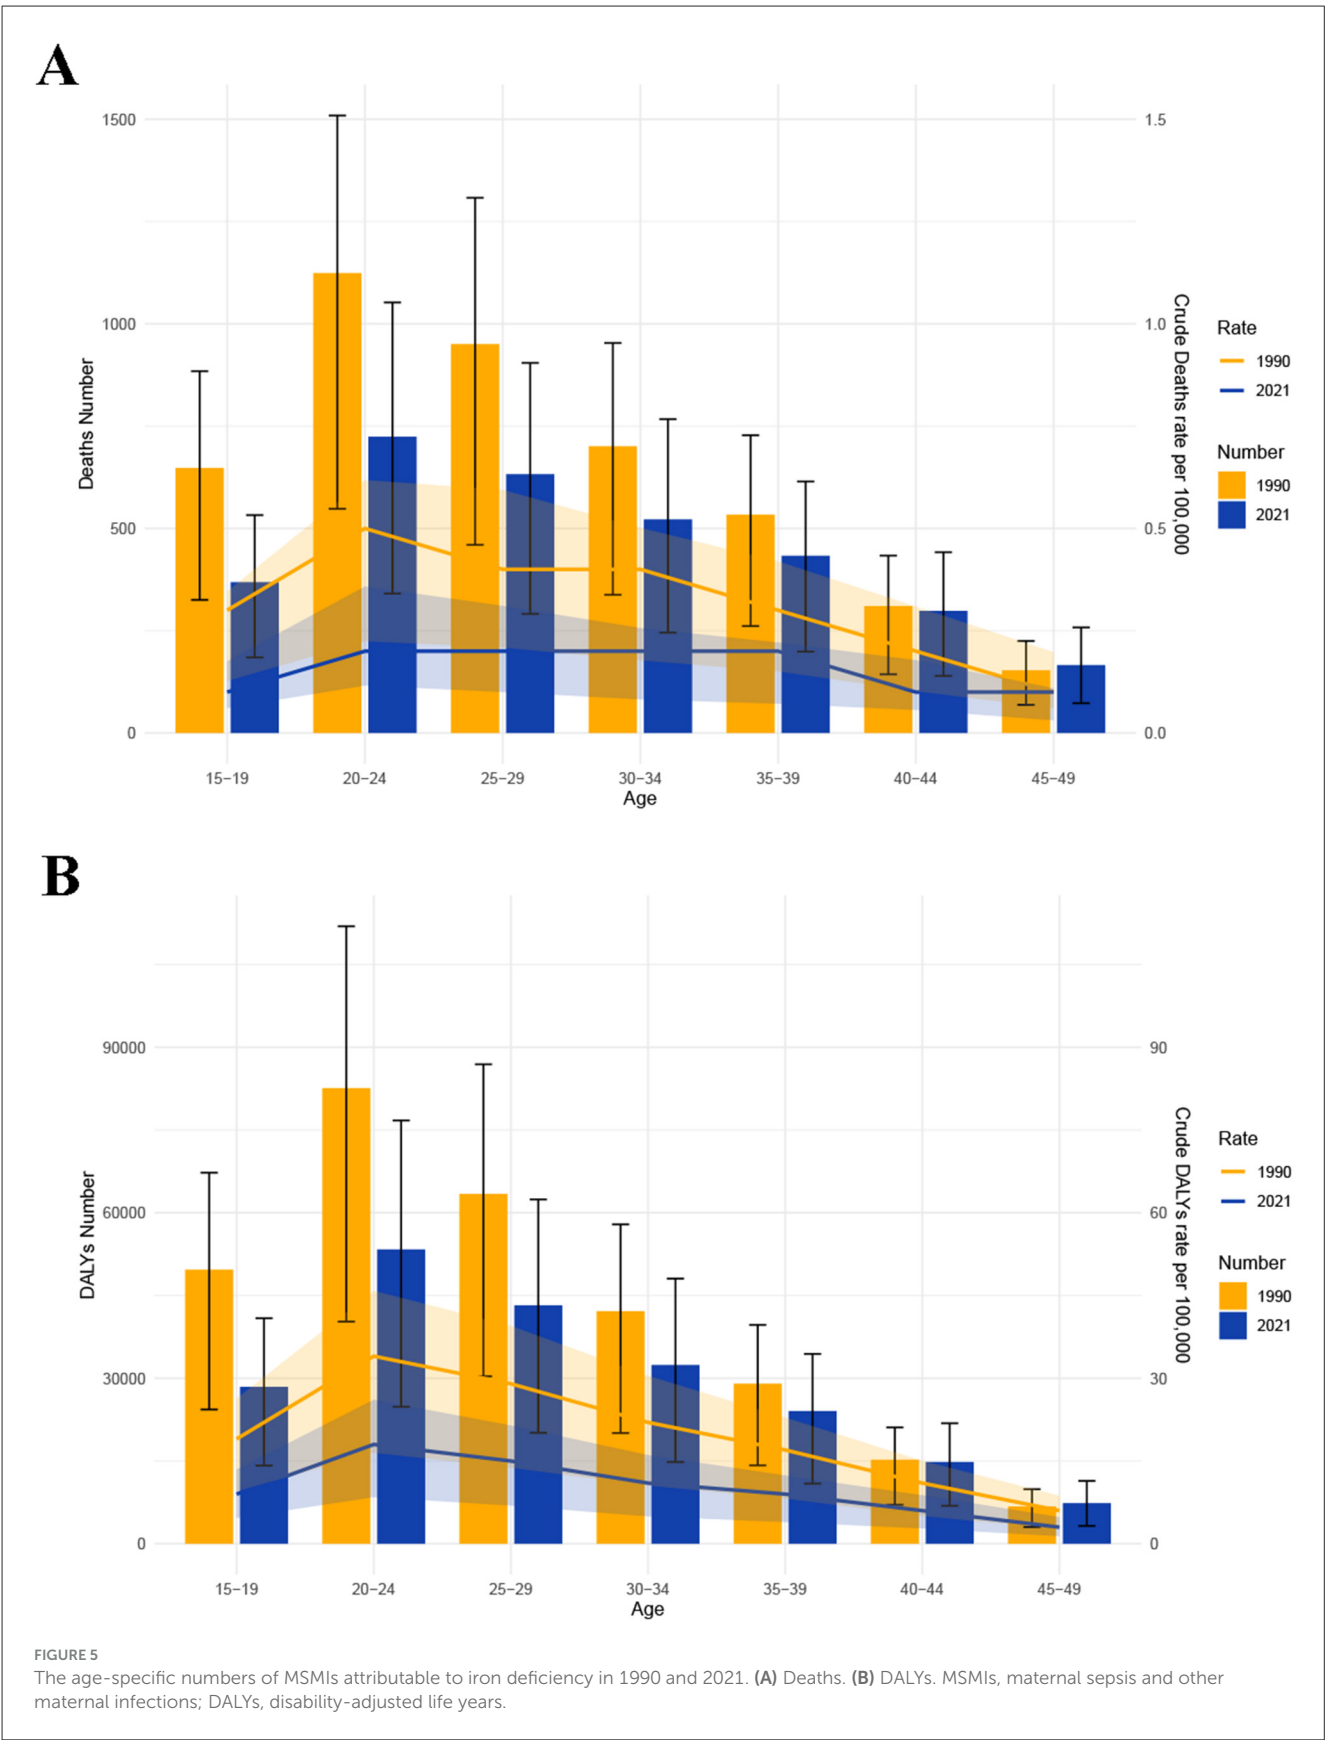 A
1500
1000
500
0
Deaths Number
1.5
1.0
0.5
0.0
Crude Deaths rate per 100,000
Rate
1990
2021
Number
1990
2021
15–19
20–24
25–29
30–34
35–39
40–44
45–49
Age
B
90000
60000
30000
0
DALYs Number
90
60
30
0
Crude DALYs rate per 100,000
Rate
1990
2021
Number
1990
2021
15–19
20–24
25–29
30–34
35–39
40–44
45–49
Age
FIGURE 5
The age-specific numbers of MSMIs attributable to iron deficiency in 1990 and 2021. (A) Deaths. (B) DALYs. MSMIs, maternal sepsis and other
maternal infections; DALYs, disability-adjusted life years.